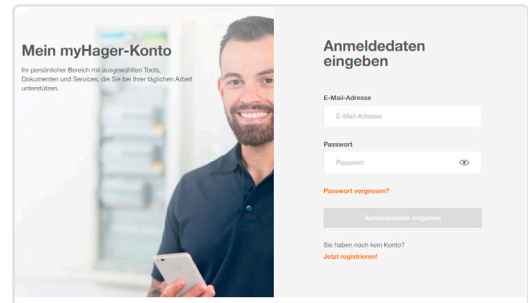 Mein myHager-Konto
Ihr persönlicher Bereich mit ausgewählten Tools,
Dokumenten und Services, die Sie bei Ihrer täglichen Arbeit
unterstützen.
Anmeldedaten
eingeben
E-Mail-Adresse
E-Mail-Adresse
Passwort
Passwort
Passwort vergessen?
Anmeldedaten eingeben
Sie haben noch kein Konto?
Jetzt registrieren!